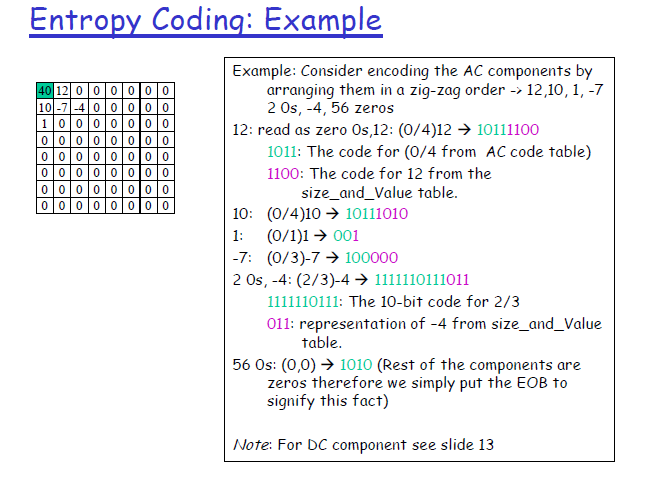 Entropy Coding: Example
40 12 0 0 0 0 0 0
10 -7 -4 0 0 0 0 0
1 0 0 0 0 0 0 0
0 0 0 0 0 0 0 0
0 0 0 0 0 0 0 0
0 0 0 0 0 0 0 0
0 0 0 0 0 0 0 0
0 0 0 0 0 0 0 0
Example: Consider encoding the AC components by
arranging them in a zig-zag order -> 12,10, 1, -7
2 0s, -4, 56 zeros
12: read as zero 0s,12: (0/4)12 → 10111100
1011: The code for (0/4 from AC code table)
1100: The code for 12 from the
size_and_Value table.
10: (0/4)10 → 10111010
1: (0/1)1 → 001
-7: (0/3)-7 → 100000
2 0s, -4: (2/3)-4 → 1111110111011
1111110111: The 10-bit code for 2/3
011: representation of -4 from size_and_Value
table.
56 0s: (0,0) → 1010 (Rest of the components are
zeros therefore we simply put the EOB to
signify this fact)
Note: For DC component see slide 13